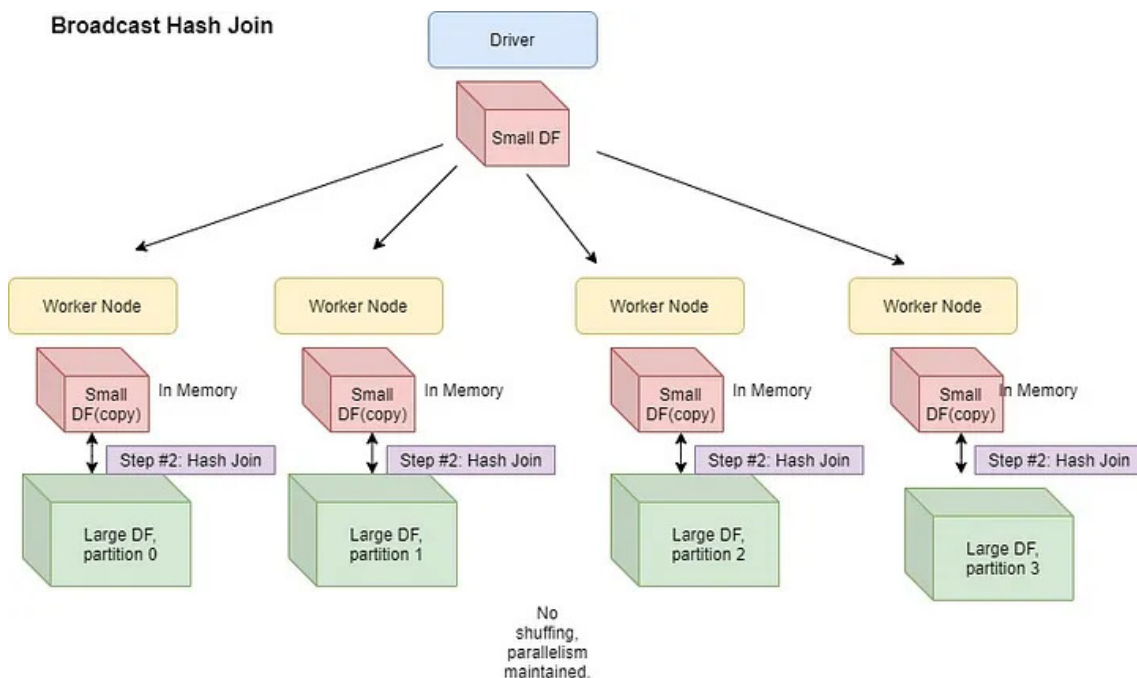 Broadcast Hash Join
Driver
Small DF
Worker Node
Worker Node
Worker Node
Worker Node
Small
DF(copy)
In Memory
Small
DF(copy)
In Memory
Small
DF(copy)
In Memory
Small
DF(copy)
In Memory
Step #2: Hash Join
Step #2: Hash Join
Step #2: Hash Join
Step #2: Hash Join
Large DF,
partition 0
Large DF,
partition 1
Large DF,
partition 2
Large DF,
partition 3
No
shuffing,
parallelism
maintained.